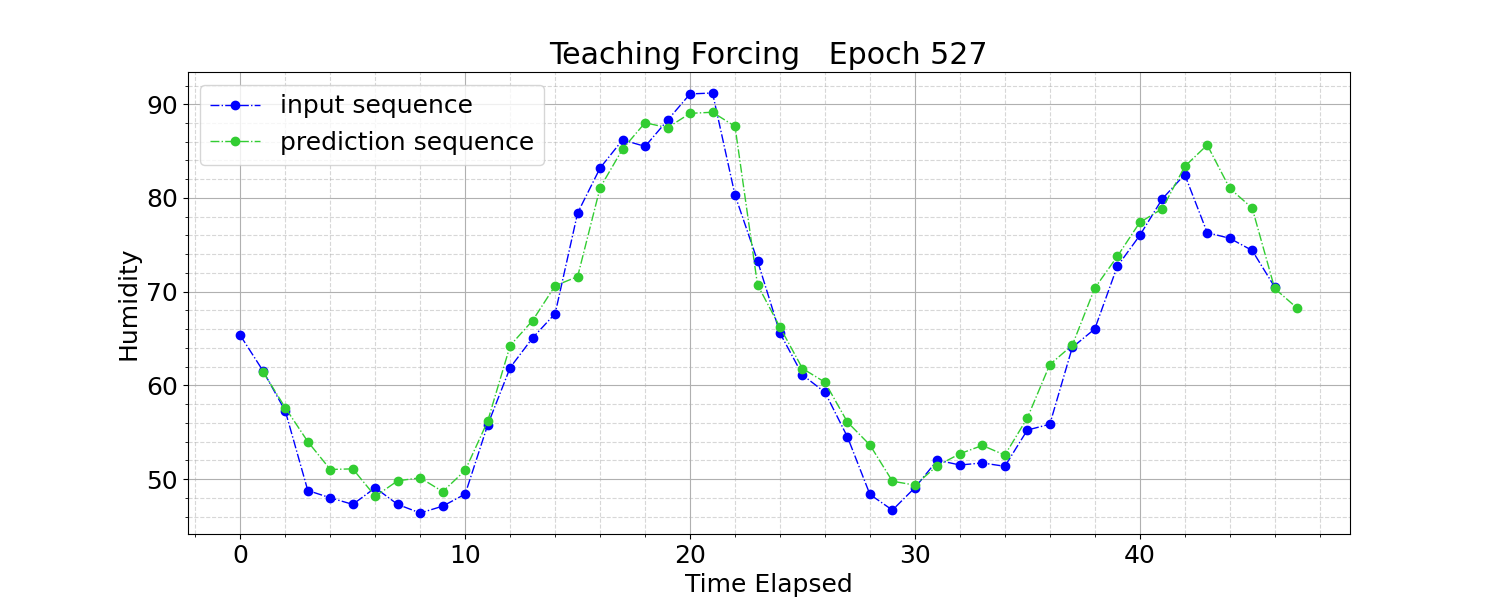 Teaching Forcing   Epoch 527
input sequence
prediction sequence
Humidity
90
80
70
60
50
0 10 20 30 40
Time Elapsed